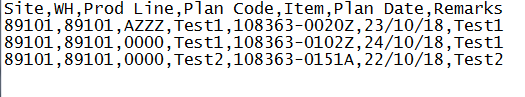 Site,WH,Prod Line,Plan Code,Item,Plan Date,Remarks
89101,89101,AZZZ,Test1,108363-0020Z,23/10/18,Test1
89101,89101,0000,Test1,108363-0102Z,24/10/18,Test1
89101,89101,0000,Test2,108363-0151A,22/10/18,Test2